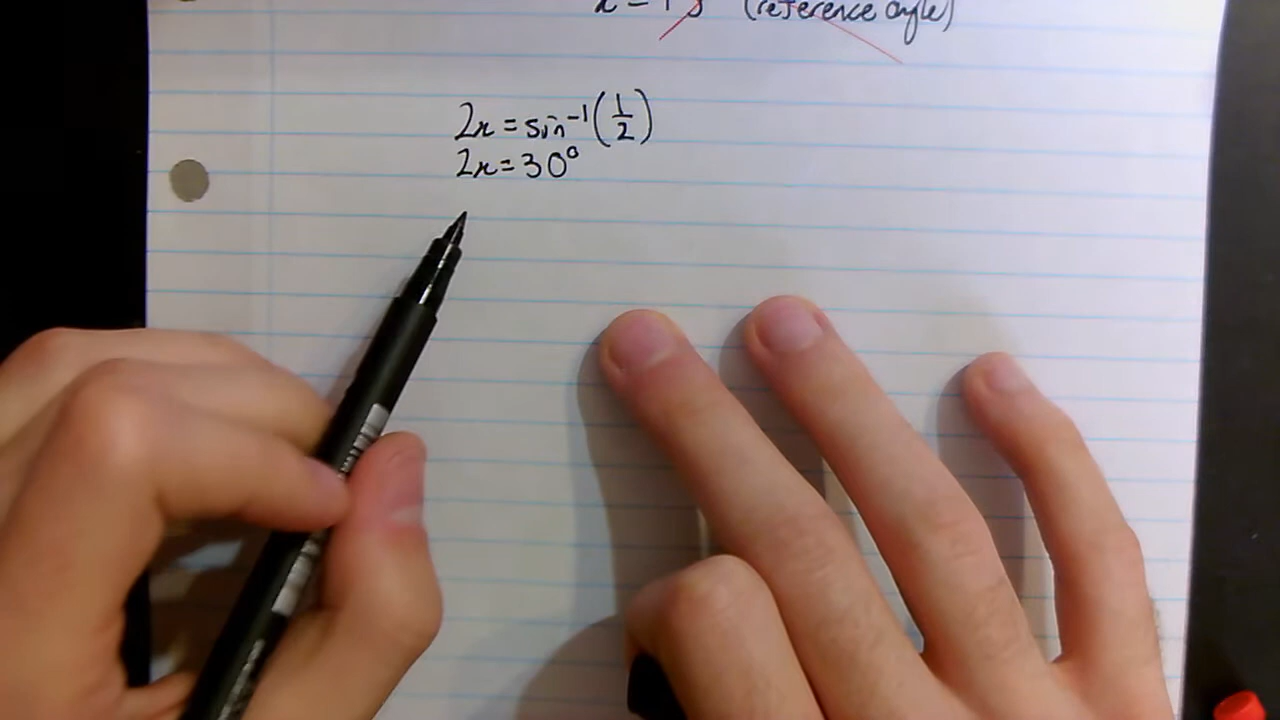 (reference angle)
2x = sin⁻¹(1/2)
2x = 30°